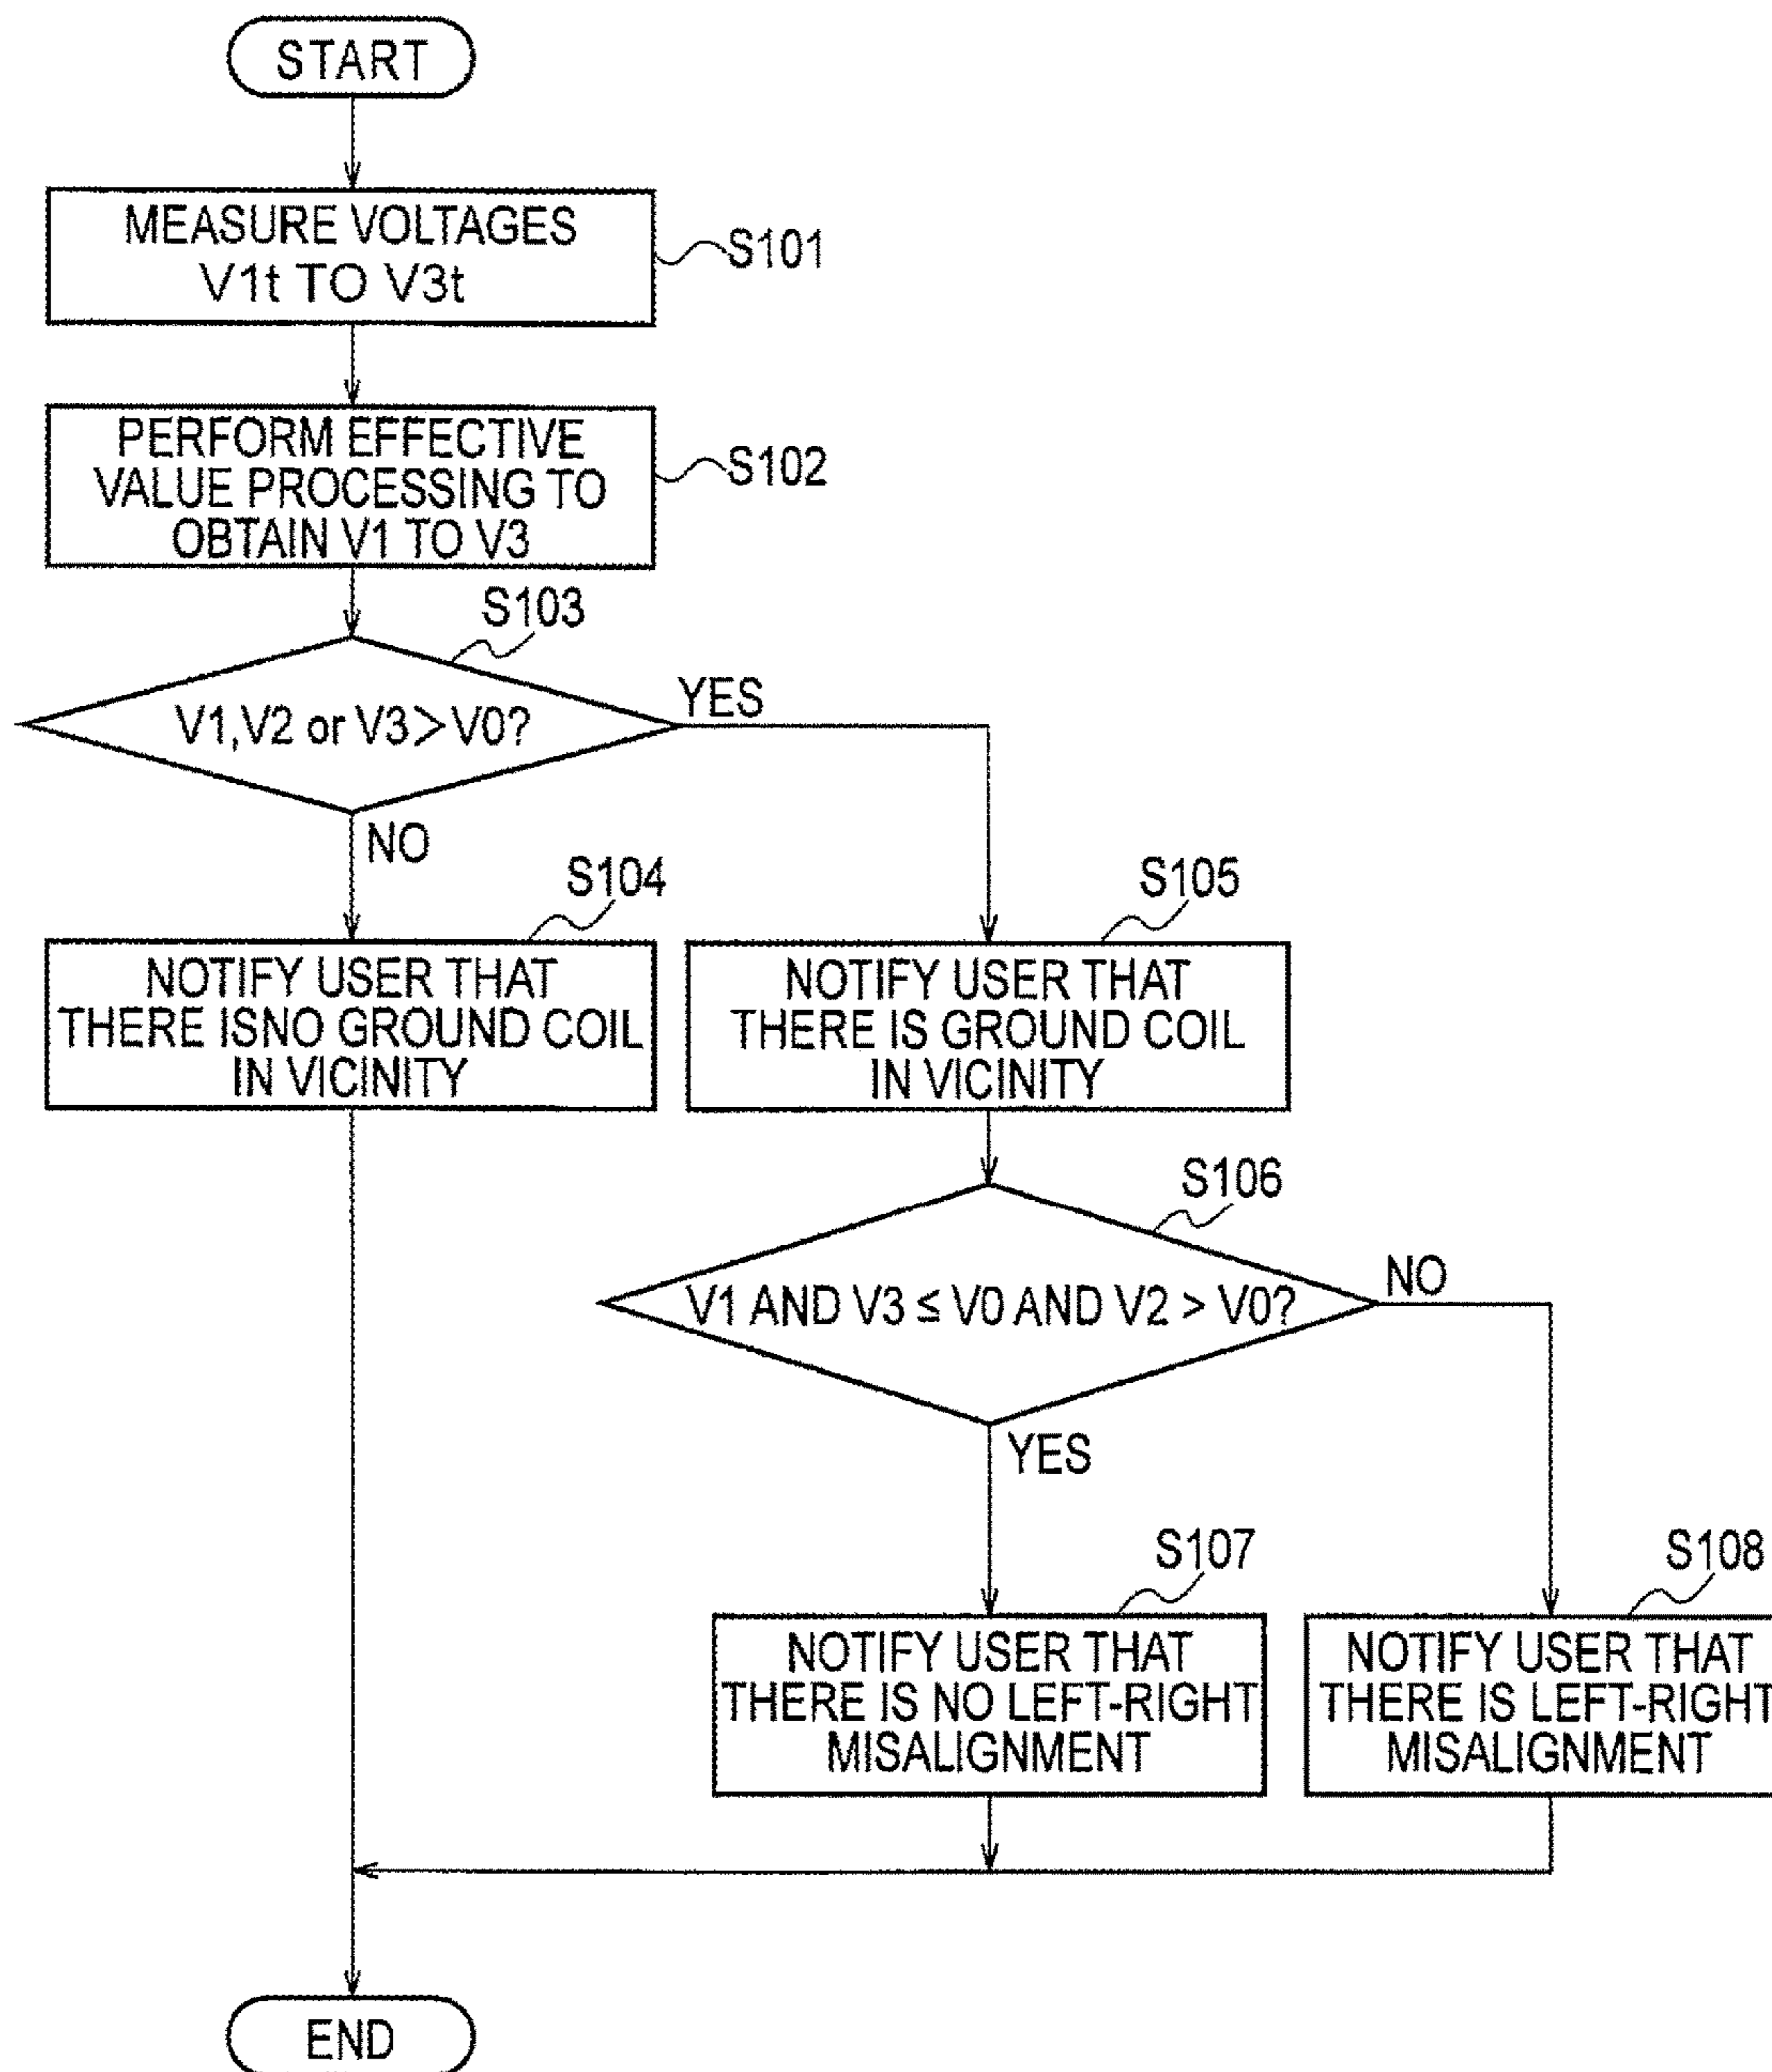 START
MEASURE VOLTAGES
V1t TO V3t
S101
PERFORM EFFECTIVE
VALUE PROCESSING TO
OBTAIN V1 TO V3
S102
S103
V1,V2 or V3>V0?
YES
NO
S104
NOTIFY USER THAT
THERE ISNO GROUND COIL
IN VICINITY
S105
NOTIFY USER THAT
THERE IS GROUND COIL
IN VICINITY
S106
V1 AND V3 ≤ V0 AND V2 > V0?
NO
YES
S107
NOTIFY USER THAT
THERE IS NO LEFT-RIGHT
MISALIGNMENT
S108
NOTIFY USER THAT
THERE IS LEFT-RIGHT
MISALIGNMENT
END